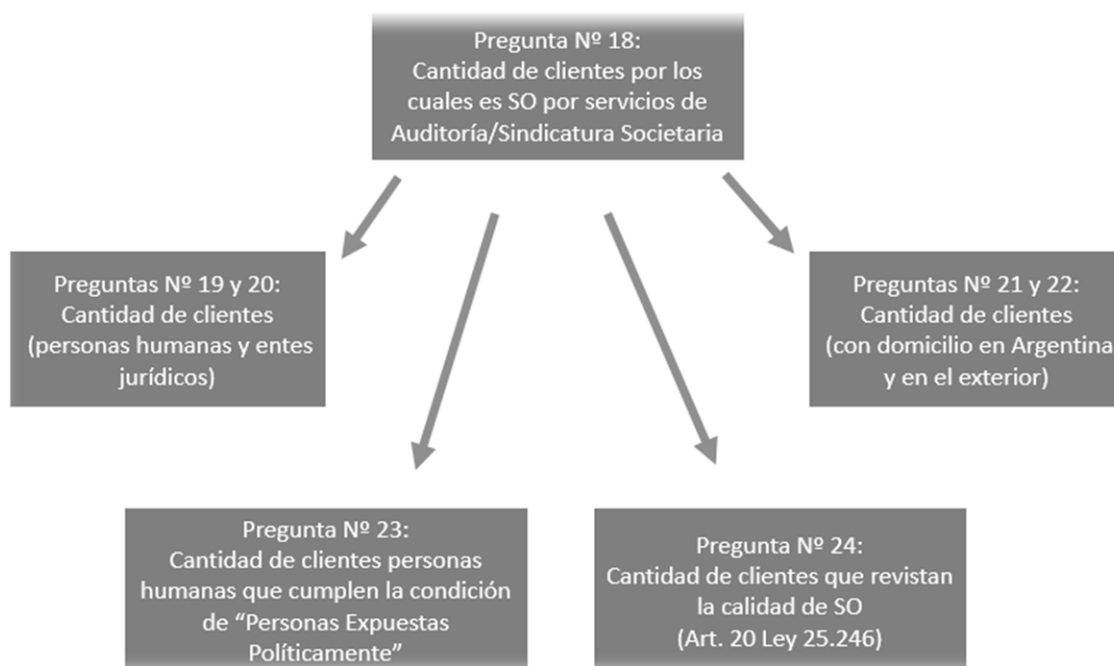 Pregunta Nº 18:
Cantidad de clientes por los
cuales es SO por servicios de
Auditoría/Sindicatura Societaria
Preguntas Nº 19 y 20:
Cantidad de clientes
(personas humanas y entes
jurídicos)
Preguntas Nº 21 y 22:
Cantidad de clientes
(con domicilio en Argentina
y en el exterior)
Pregunta Nº 23:
Cantidad de clientes personas
humanas que cumplen la condición
de “Personas Expuestas
Políticamente”
Pregunta Nº 24:
Cantidad de clientes que revistan
la calidad de SO
(Art. 20 Ley 25.246)